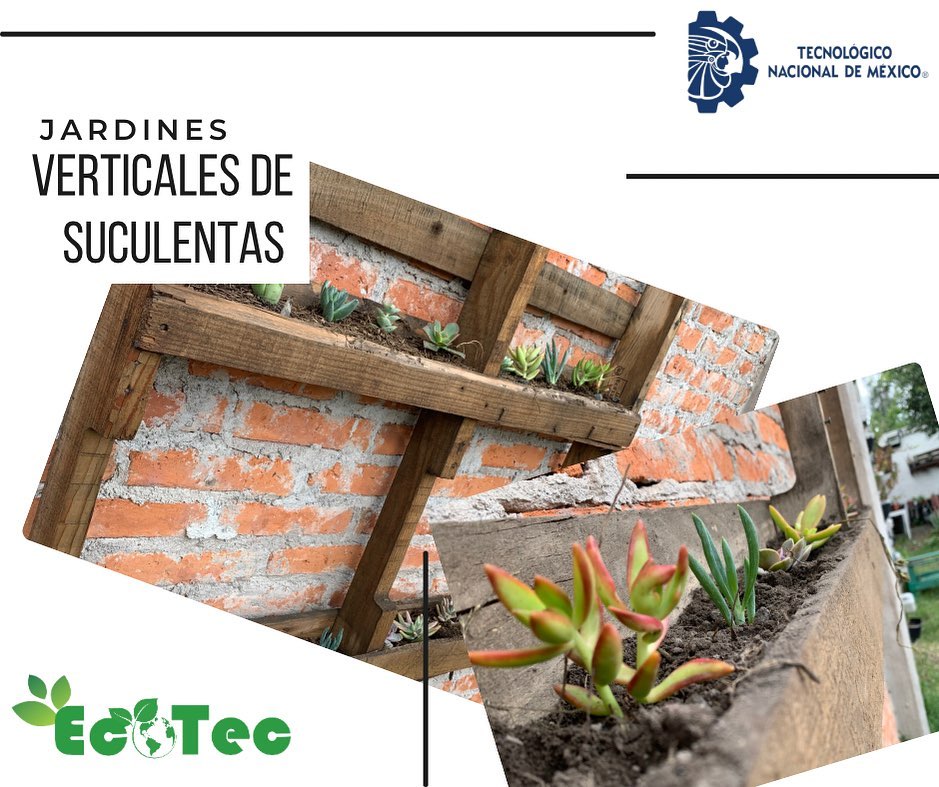 TECNOLÓGICO
NACIONAL DE MÉXICO®
JARDINES
VERTICALES DE
SUCULENTAS
EcoTec